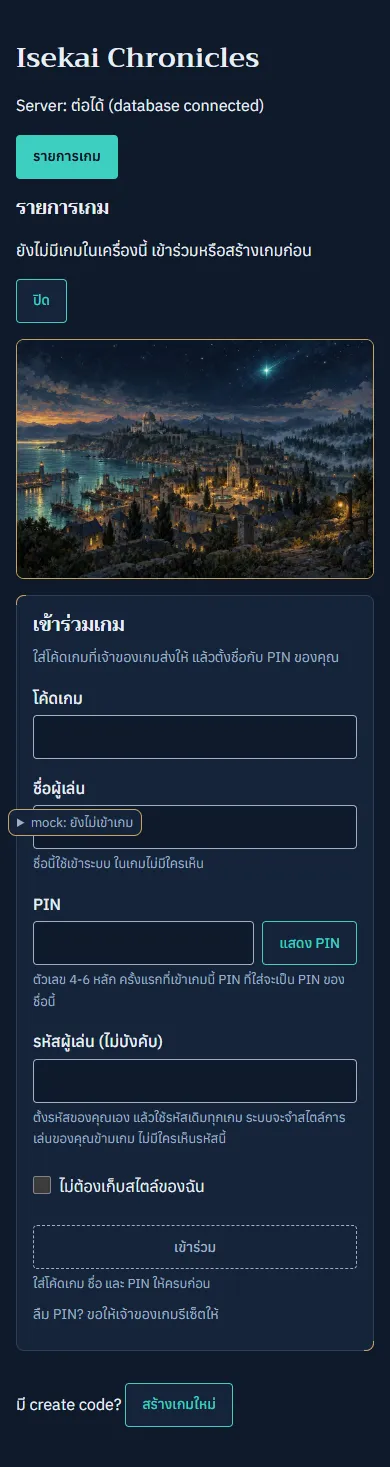 Isekai Chronicles
Server: ต่อได้ (database connected)
รายการเกม
รายการเกม
ยังไม่มีเกมในเครื่องนี้ เข้าร่วมหรือสร้างเกมก่อน
ปิด
เข้าร่วมเกม
ใส่โค้ดเกมที่เจ้าของเกมส่งให้ แล้วตั้งชื่อกับ PIN ของคุณ
โค้ดเกม
ชื่อผู้เล่น
▶ mock: ยังไม่เข้าเกม
ชื่อนี้ใช้เข้าระบบ ในเกมไม่มีใครเห็น
PIN
แสดง PIN
ตัวเลข 4-6 หลัก ครั้งแรกที่เข้าเกมนี้ PIN ที่ใส่จะเป็น PIN ของ
ชื่อนี้
รหัสผู้เล่น (ไม่บังคับ)
ตั้งรหัสของคุณเอง แล้วใช้รหัสเดิมทุกเกม ระบบจะจำสไตล์การ
เล่นของคุณข้ามเกม ไม่มีใครเห็นรหัสนี้
ไม่ต้องเก็บสไตล์ของฉัน
เข้าร่วม
ใส่โค้ดเกม ชื่อ และ PIN ให้ครบก่อน
ลืม PIN? ขอให้เจ้าของเกมรีเซ็ตให้
มี create code? สร้างเกมใหม่